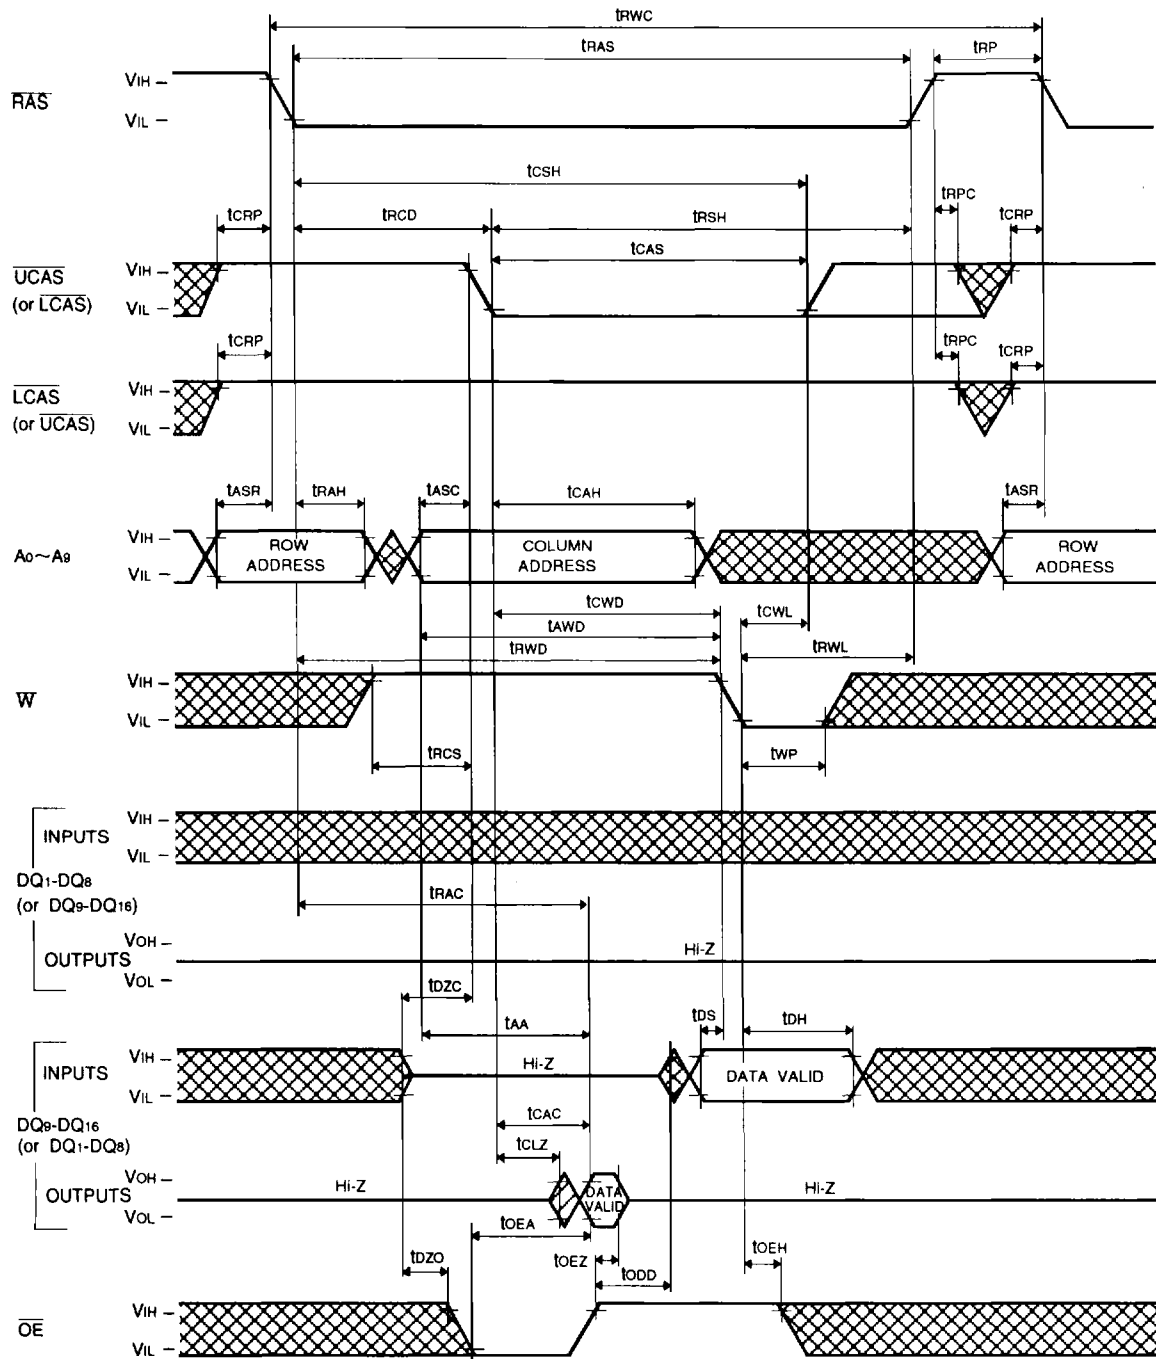 tRWC
tRAS tRP
RAS VIH
VIL
tCSH
tCRP tRCD tRSH tRPC tCRP
tCAS
UCAS (or LCAS) VIH
VIL
tCRP tRPC tCRP
LCAS (or UCAS) VIH
VIL
tASR tRAH tASC tCAH tASR
A0~A9 VIH
VIL
ROW ADDRESS COLUMN ADDRESS ROW ADDRESS
tCWD tCWL
tAWD
tRWD tRWL
W VIH
VIL
tRCS tWP
DQ1-DQ8 (or DQ9-DQ16)
INPUTS VIH
VIL
tRAC
OUTPUTS VOH
VOL
Hi-Z
tDZC
tAA tDS tDH
DQ9-DQ16 (or DQ1-DQ8)
INPUTS VIH
VIL
Hi-Z DATA VALID
tCAC
tCLZ
OUTPUTS VOH
VOL
Hi-Z DATA VALID Hi-Z
tOEA
tDZO tOEZ tODD tOEH
OE VIH
VIL